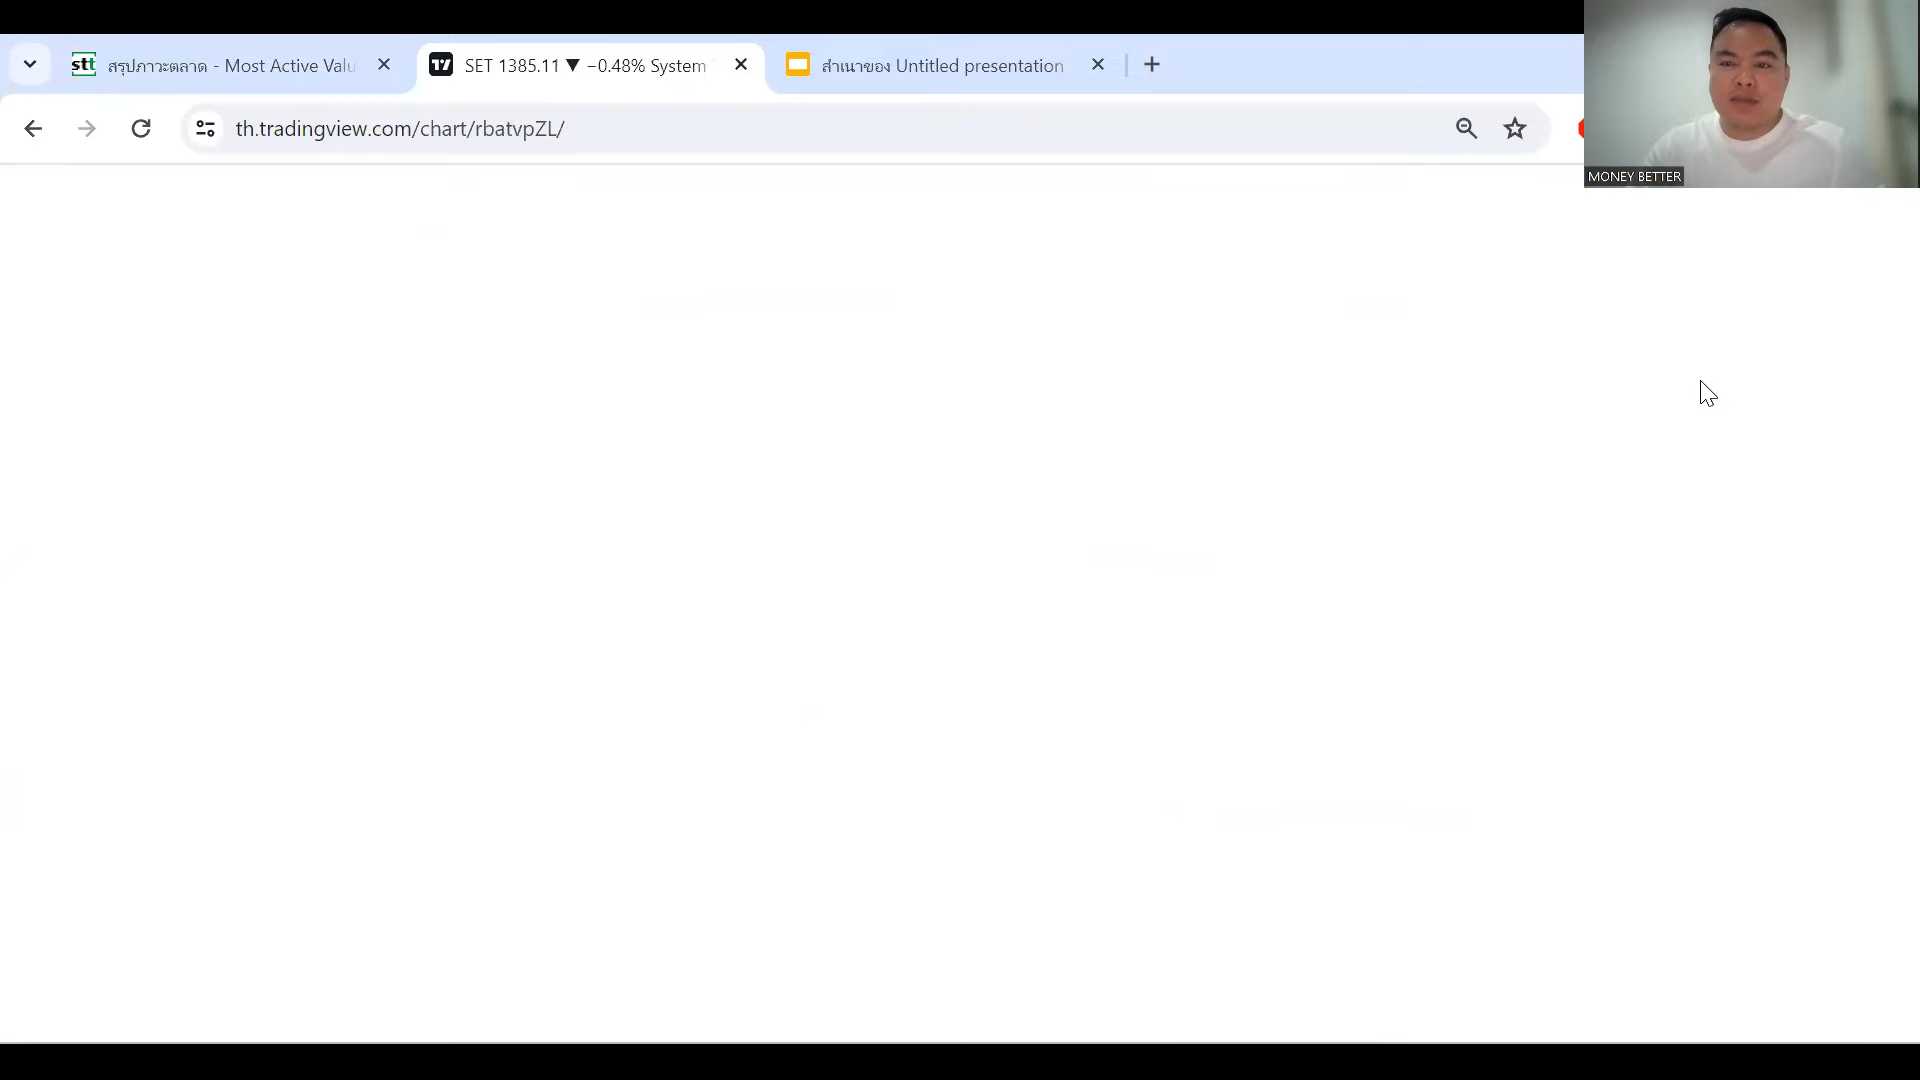 stt สรุปภาวะตลาด - Most Active Valu
SET 1385.11 ▼ −0.48% System
สำเนาของ Untitled presentation
th.tradingview.com/chart/rbatvpZL/
MONEY BETTER